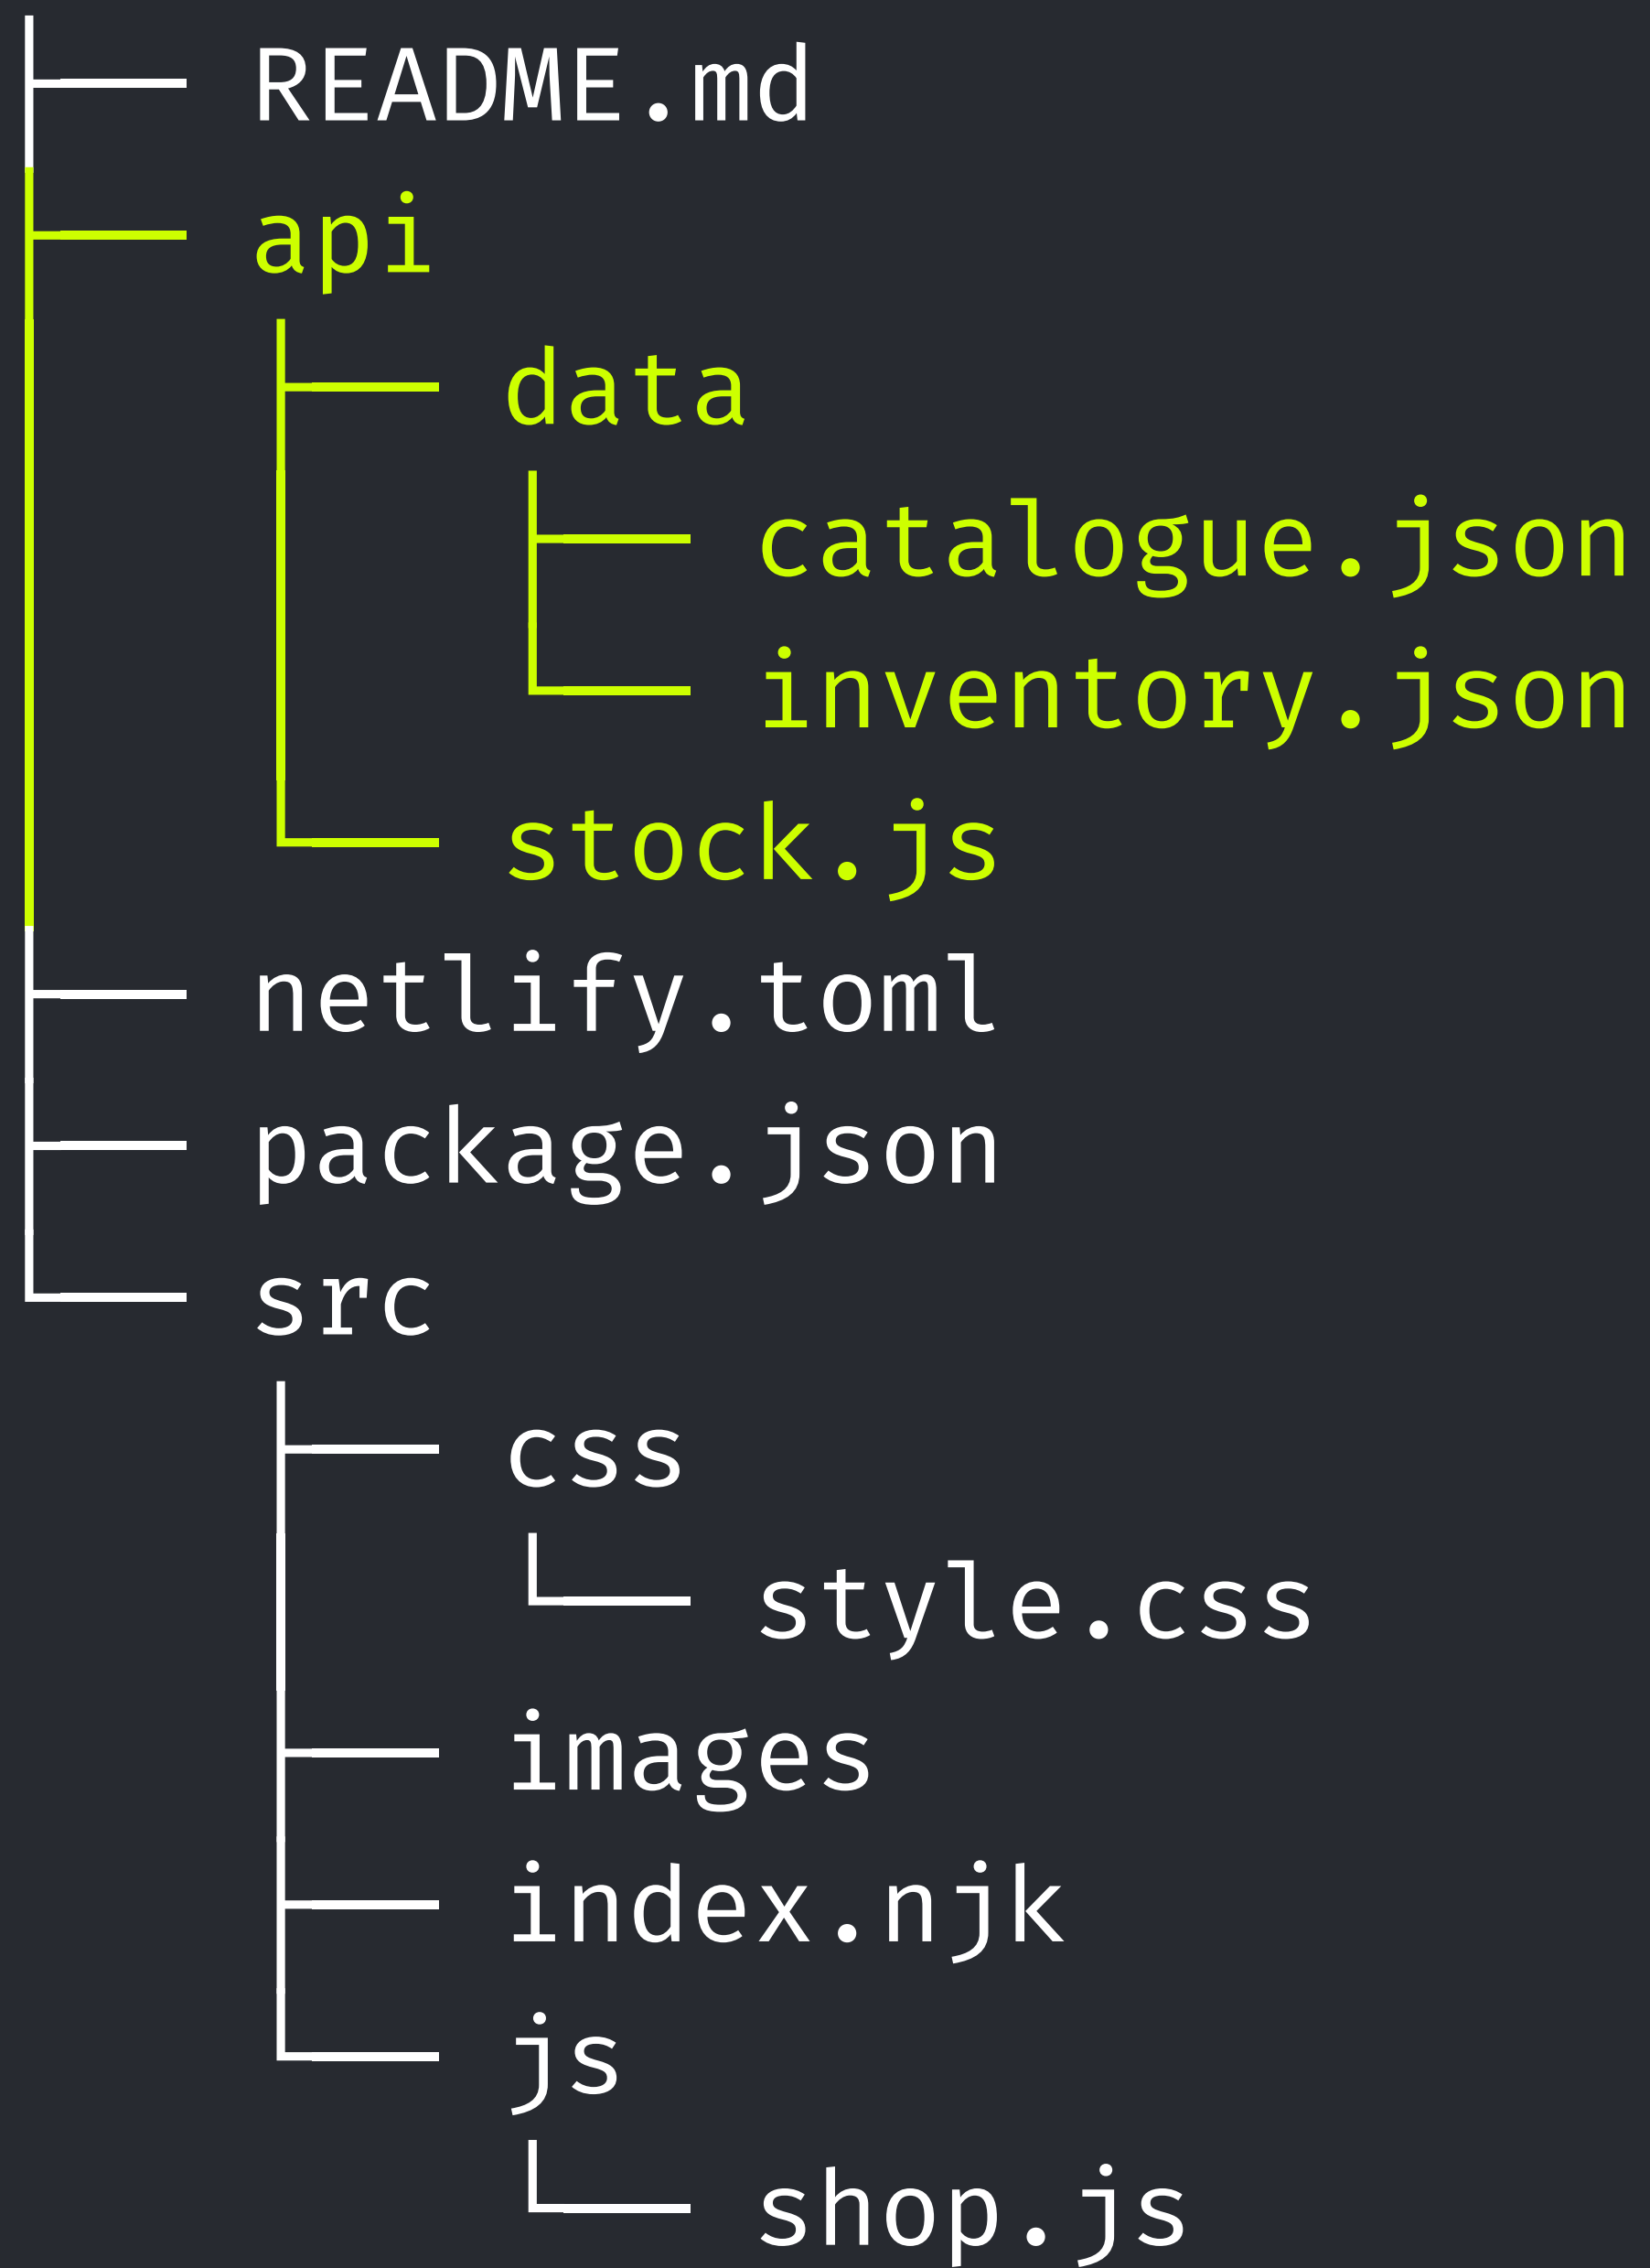 README.md
api
data
catalogue.json
inventory.json
stock.js
netlify.toml
package.json
src
css
style.css
images
index.njk
js
shop.js